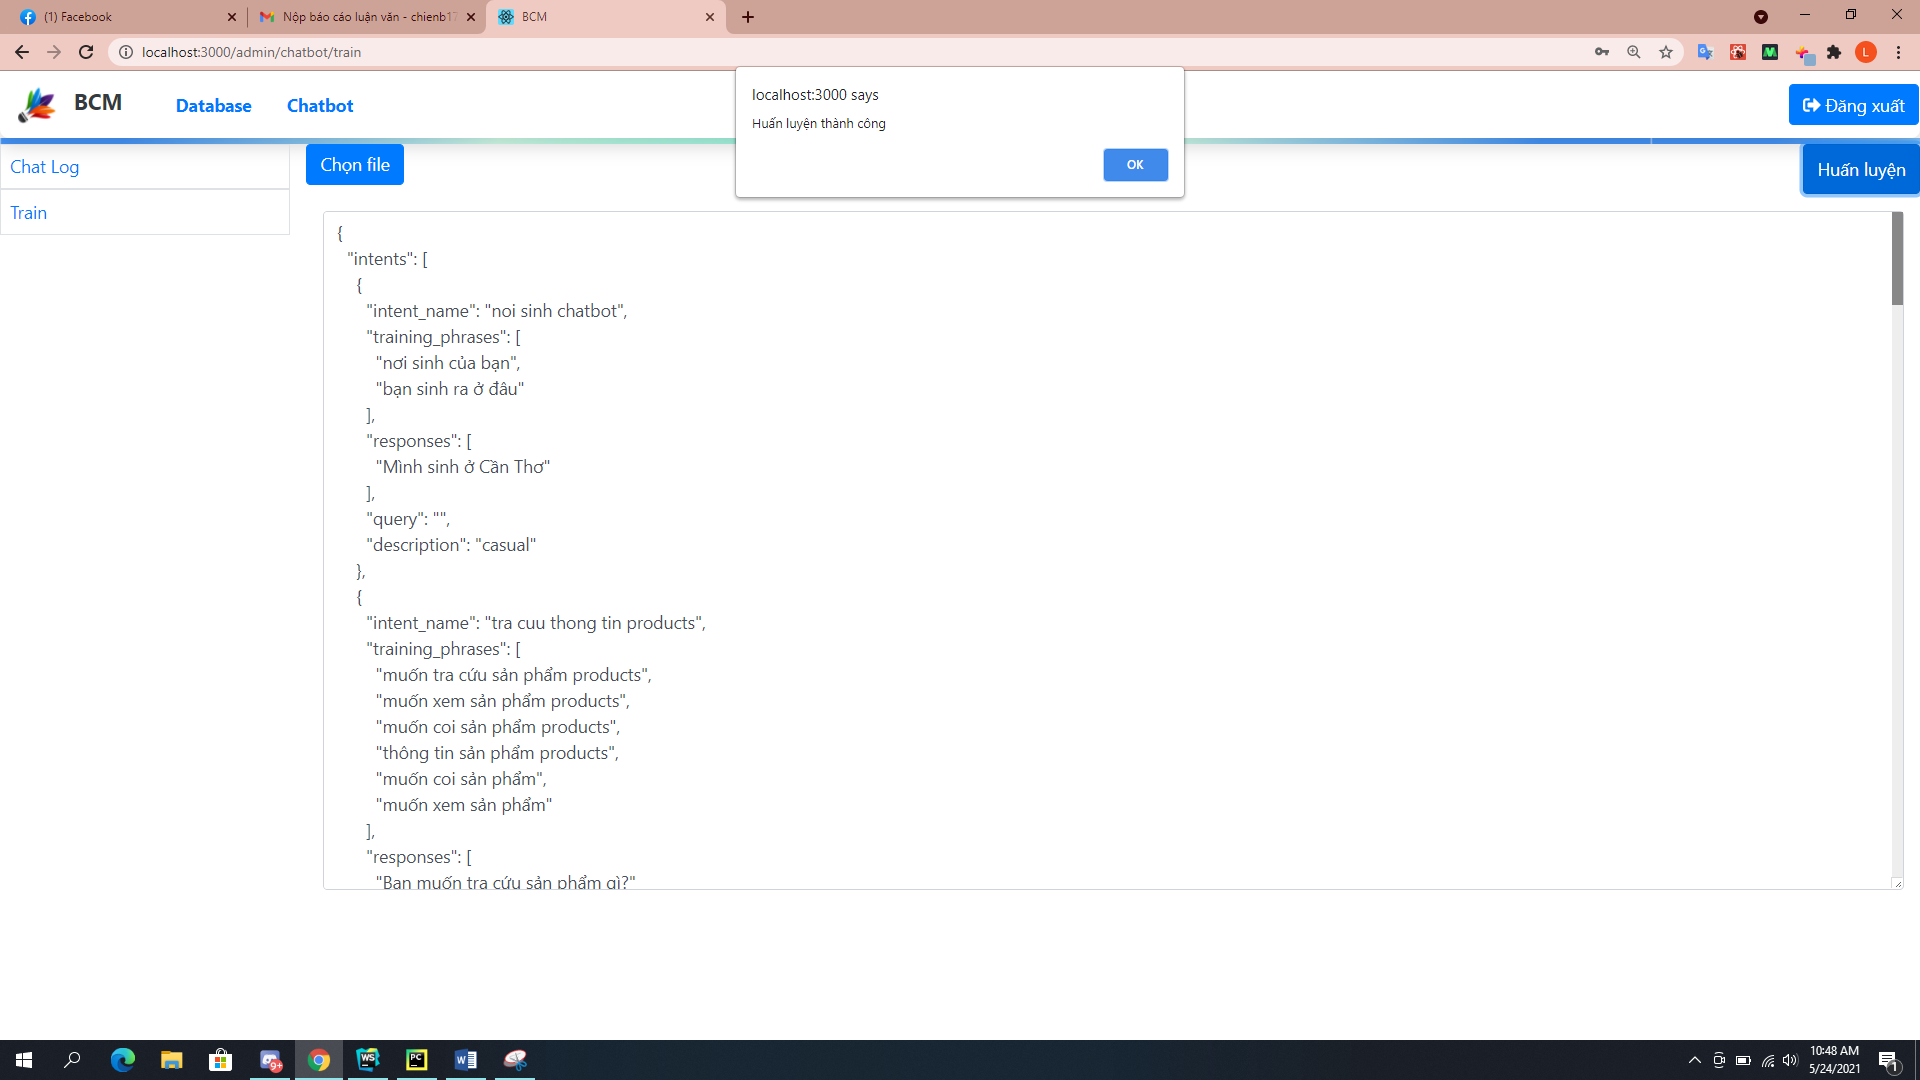 (1) Facebook
Nộp báo cáo luận văn - chienb17
BCM
localhost:3000/admin/chatbot/train
L
BCM
Database
Chatbot
Đăng xuất
localhost:3000 says
Huấn luyện thành công
OK
Chat Log
Train
Chọn file
Huấn luyện
{
"intents": [
{
"intent_name": "noi sinh chatbot",
"training_phrases": [
"nơi sinh của bạn",
"bạn sinh ra ở đâu"
],
"responses": [
"Mình sinh ở Cần Thơ"
],
"query": "",
"description": "casual"
},
{
"intent_name": "tra cuu thong tin products",
"training_phrases": [
"muốn tra cứu sản phẩm products",
"muốn xem sản phẩm products",
"muốn coi sản phẩm products",
"thông tin sản phẩm products",
"muốn coi sản phẩm",
"muốn xem sản phẩm"
],
"responses": [
"Bạn muốn tra cứu sản phẩm gì?"
9+
WS
PC
W
10:48 AM
5/24/2021
1